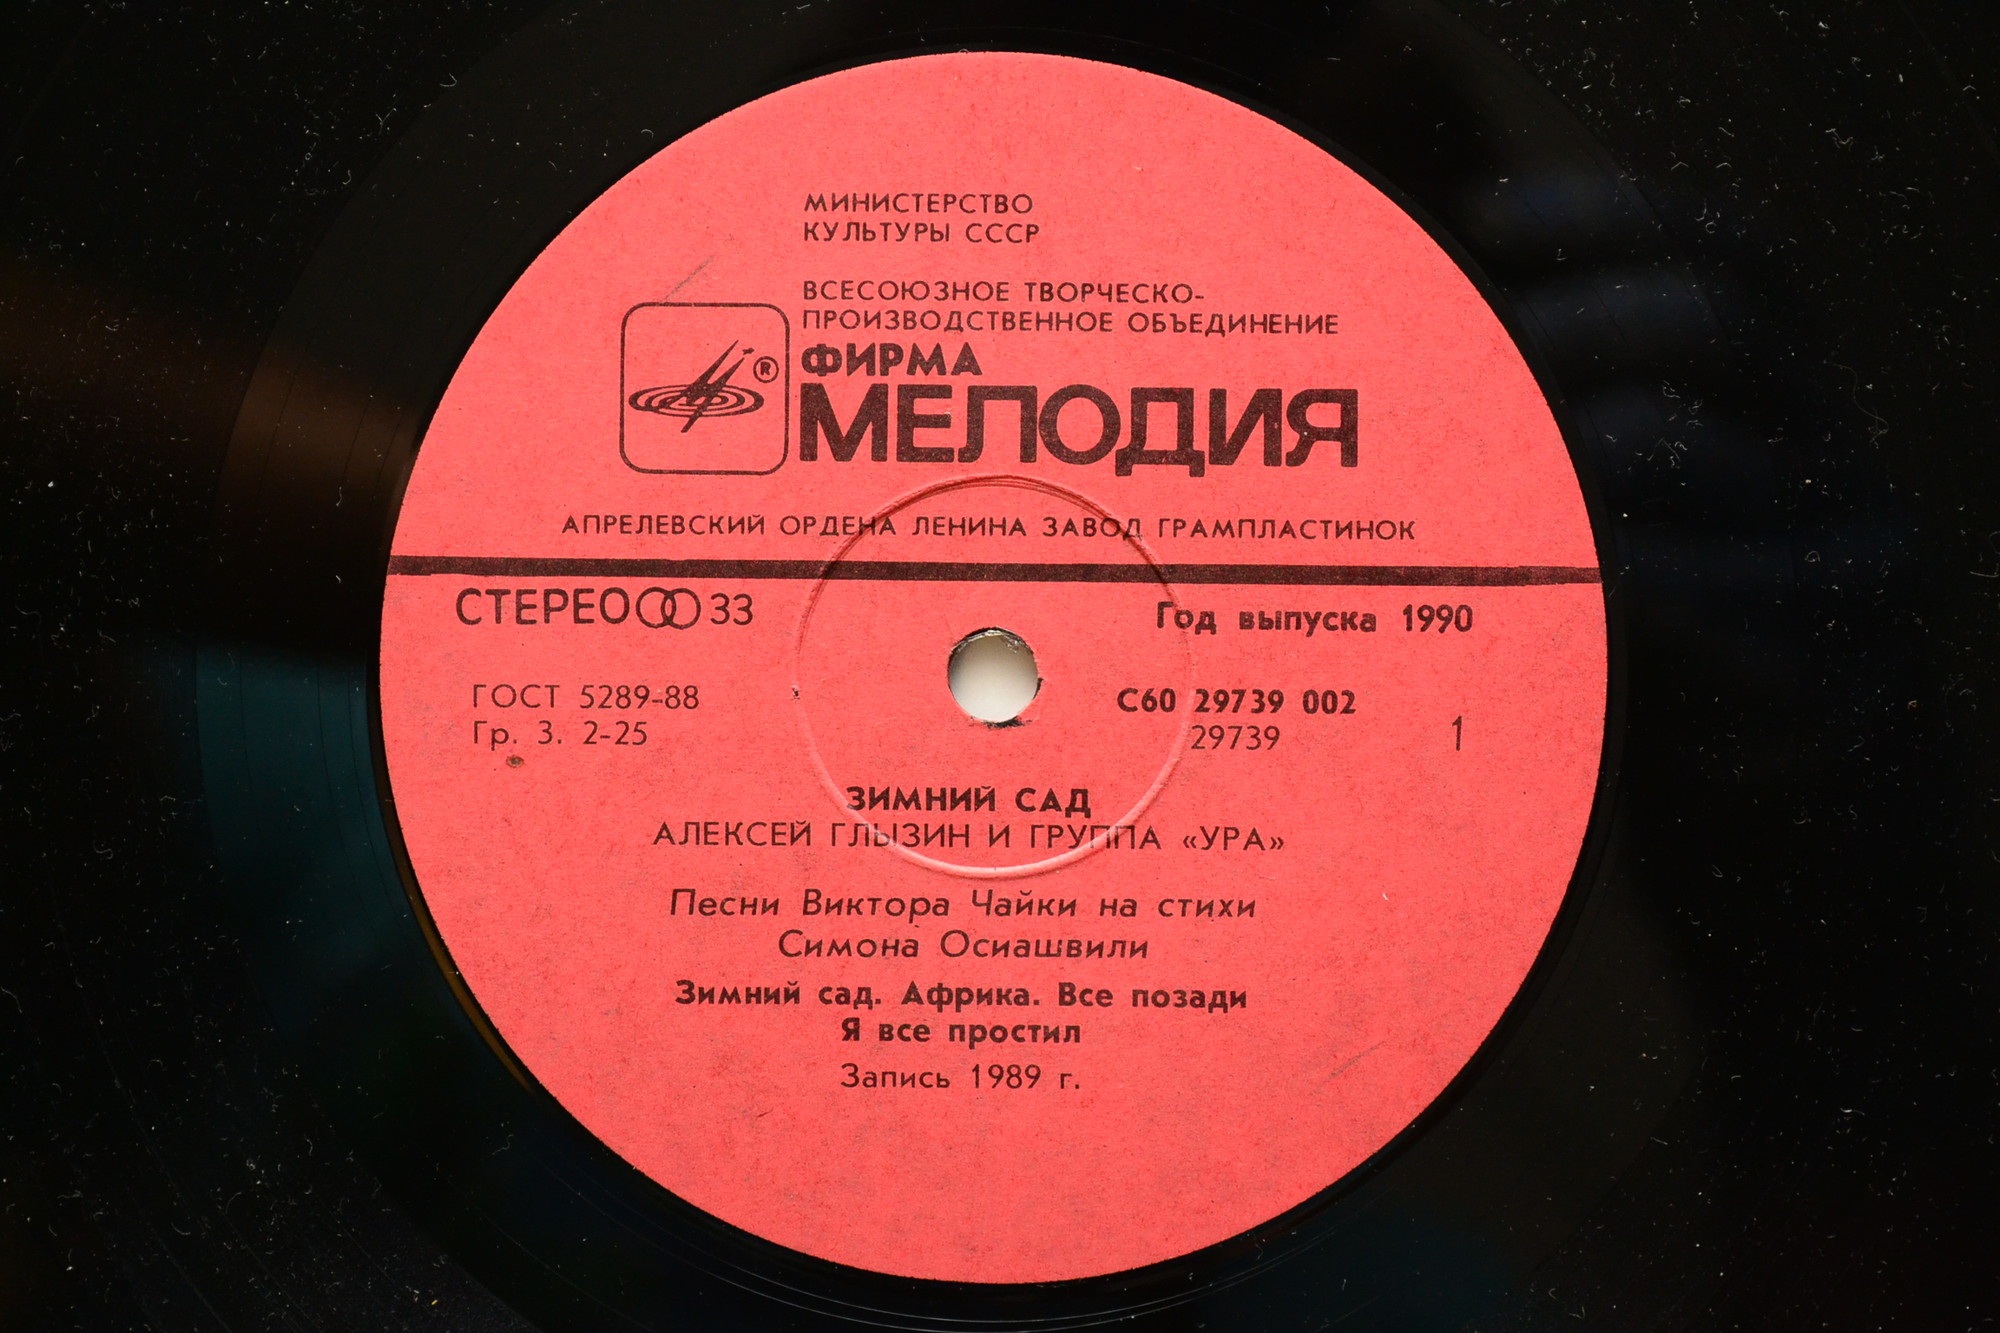 МИНИСТЕРСТВО
КУЛЬТУРЫ СССР
ВСЕСОЮЗНОЕ ТВОРЧЕСКО-
ПРОИЗВОДСТВЕННОЕ ОБЪЕДИНЕНИЕ
ФИРМА
®
МЕЛОДИЯ
АПРЕЛЕВСКИЙ ОРДЕНА ЛЕНИНА ЗАВОД ГРАМПЛАСТИНОК
СТЕРЕО 33
Год выпуска 1990
ГОСТ 5289-88
Гр. 3. 2-25
С60 29739 002
29739
1
ЗИМНИЙ САД
АЛЕКСЕЙ ГЛЫЗИН И ГРУППА «УРА»
Песни Виктора Чайки на стихи
Симона Осиашвили
Зимний сад. Африка. Все позади
Я все простил
Запись 1989 г.